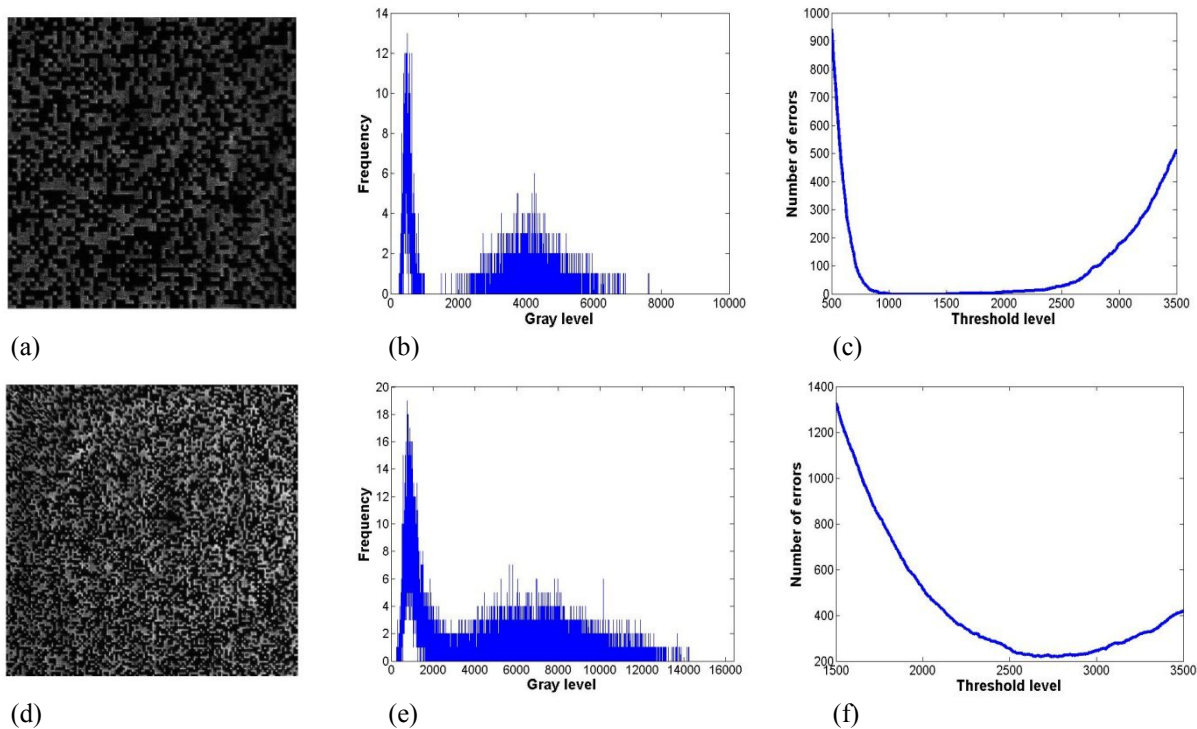 14
12
10
8
6
4
2
0
Frequency
0 2000 4000 6000 8000 10000
Gray level
1000
900
800
700
600
500
400
300
200
100
0
Number of errors
500 1000 1500 2000 2500 3000 3500
Threshold level
(a) (b) (c)
20
18
16
14
12
10
8
6
4
2
0
Frequency
0 2000 4000 6000 8000 10000 12000 14000 16000
Gray level
1400
1200
1000
800
600
400
200
Number of errors
1500 2000 2500 3000 3500
Threshold level
(d) (e) (f)